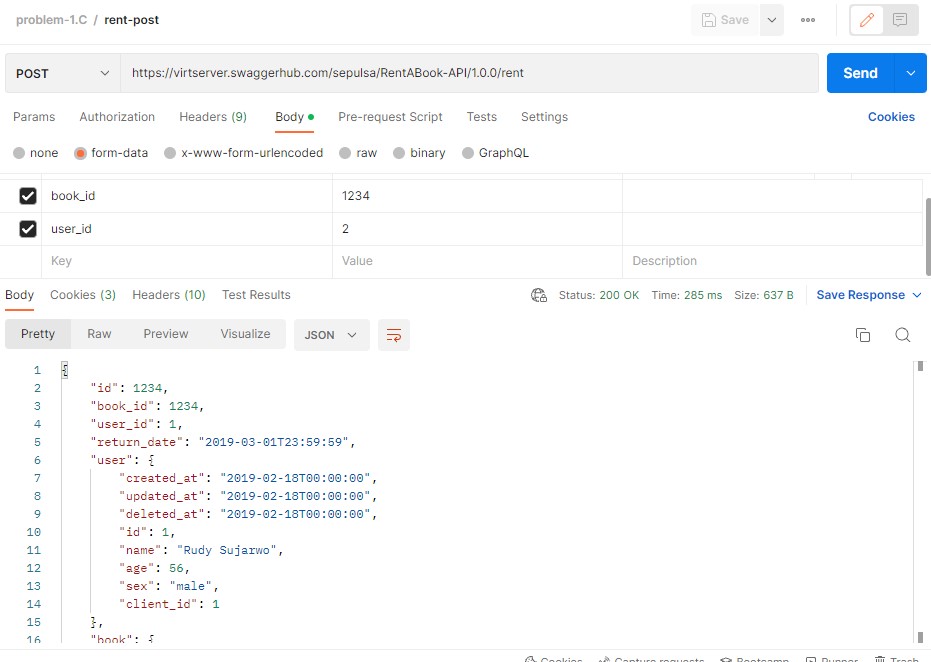 problem-1.C / rent-post
Save
POST https://virtserver.swaggerhub.com/sepulsa/RentABook-API/1.0.0/rent Send
Params Authorization Headers (9) Body Pre-request Script Tests Settings Cookies
none form-data x-www-form-urlencoded raw binary GraphQL
book_id 1234
user_id 2
Key Value Description
Body Cookies (3) Headers (10) Test Results Status: 200 OK Time: 285 ms Size: 637 B Save Response
Pretty Raw Preview Visualize JSON
1 {
2 "id": 1234,
3 "book_id": 1234,
4 "user_id": 1,
5 "return_date": "2019-03-01T23:59:59",
6 "user": {
7 "created_at": "2019-02-18T00:00:00",
8 "updated_at": "2019-02-18T00:00:00",
9 "deleted_at": "2019-02-18T00:00:00",
10 "id": 1,
11 "name": "Rudy Sujarwo",
12 "age": 56,
13 "sex": "male",
14 "client_id": 1
15 },
16 "book": {
Cookies Capture requests Bootcamp Runner Trash